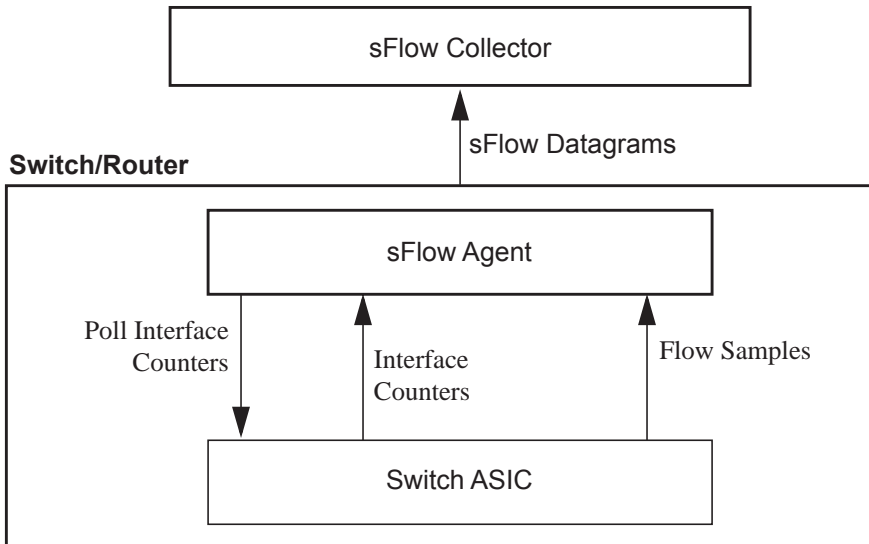 sFlow Collector
sFlow Datagrams
Switch/Router
sFlow Agent
Poll Interface
Counters
Interface
Counters
Flow Samples
Switch ASIC